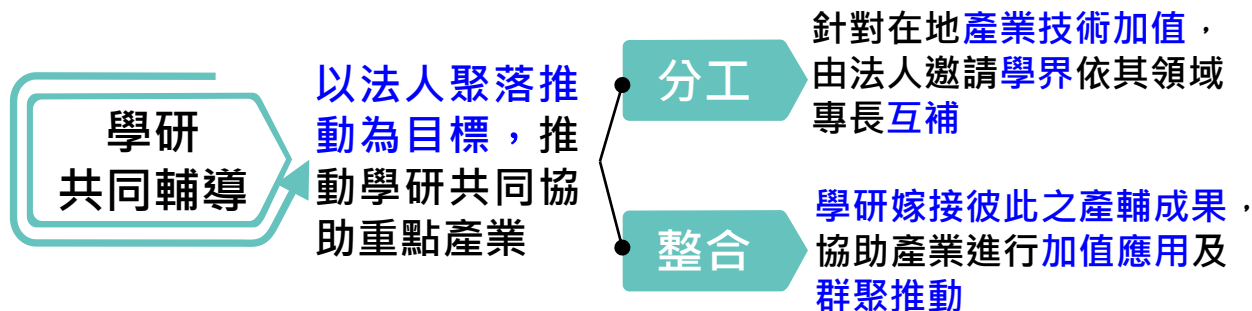 學研
共同輔導
以法人聚落推
動為目標，推
動學研共同協
助重點產業
分工
針對在地產業技術加值，
由法人邀請學界依其領域
專長互補
整合
學研嫁接彼此之產輔成果，
協助產業進行加值應用及
群聚推動